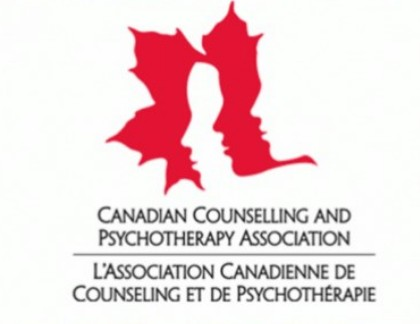 CANADIAN COUNSELLING AND
PSYCHOTHERAPY ASSOCIATION
L'ASSOCIATION CANADIENNE DE
COUNSELING ET DE PSYCHOTHÉRAPIE